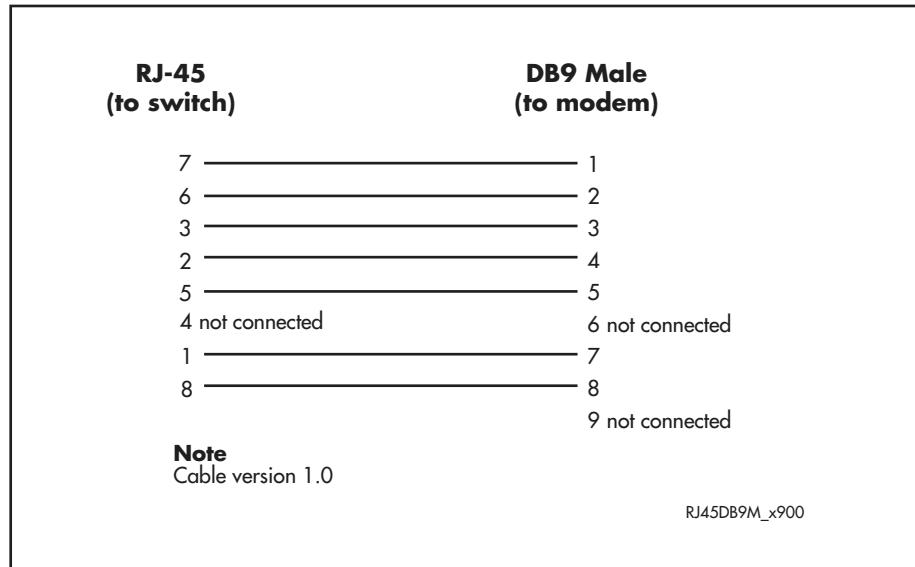 RJ-45 DB9 Male
(to switch) (to modem)
7 1
6 2
3 3
2 4
5 5
4 not connected 6 not connected
1 7
8 8
9 not connected
Note
Cable version 1.0
RJ45DB9M_x900